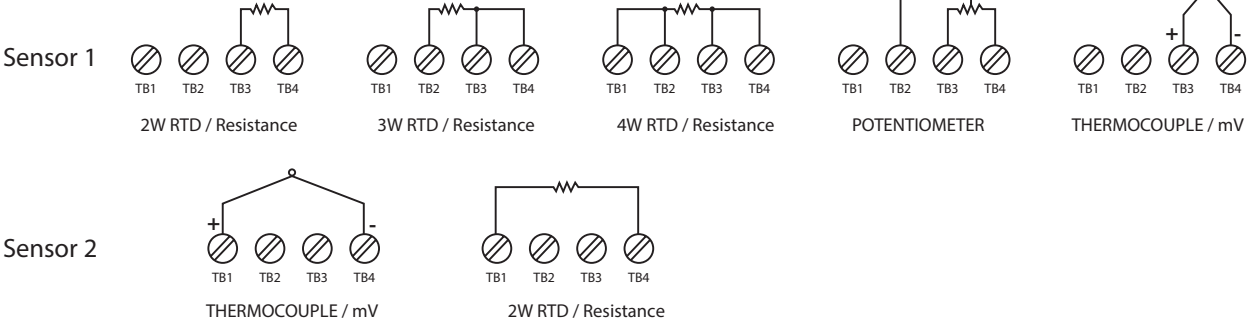 Sensor 1
TB1 TB2 TB3 TB4
2W RTD / Resistance
TB1 TB2 TB3 TB4
3W RTD / Resistance
TB1 TB2 TB3 TB4
4W RTD / Resistance
TB1 TB2 TB3 TB4
POTENTIOMETER
+ -
TB1 TB2 TB3 TB4
THERMOCOUPLE / mV
Sensor 2
+ -
TB1 TB2 TB3 TB4
THERMOCOUPLE / mV
TB1 TB2 TB3 TB4
2W RTD / Resistance